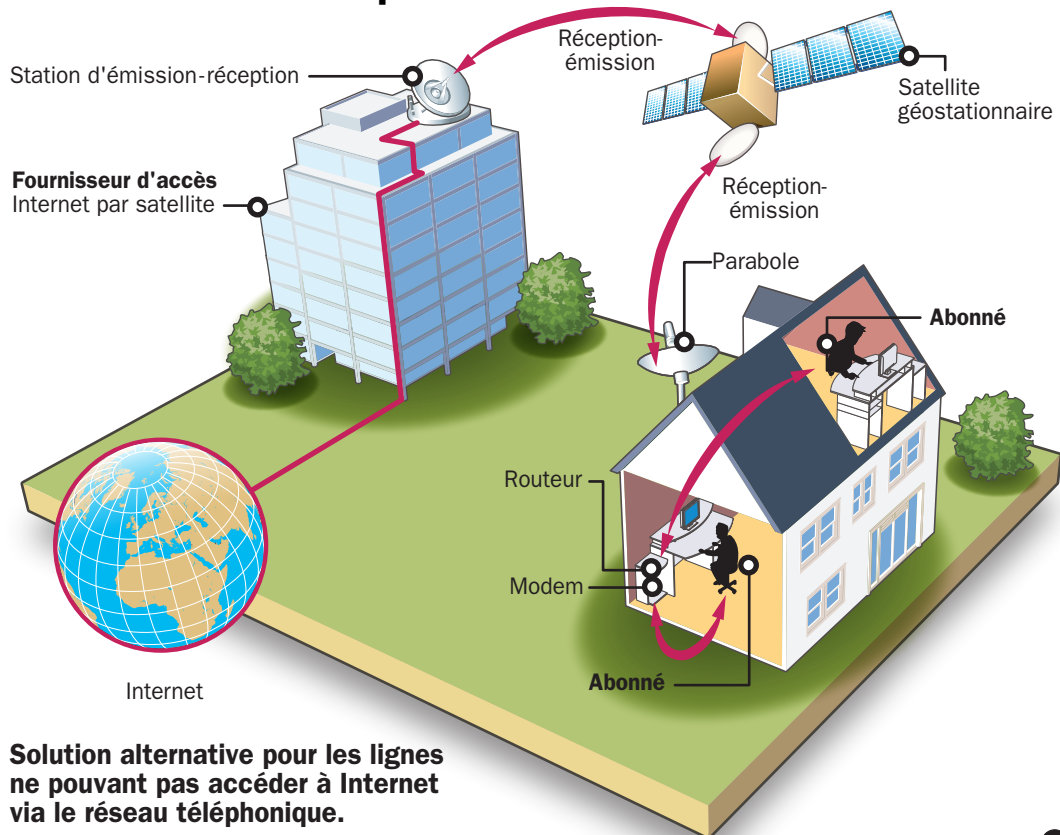 Réception-
émission
Station d'émission-réception
Satellite
géostationnaire
Fournisseur d'accès
Internet par satellite
Réception-
émission
Parabole
Abonné
Routeur
Modem
Abonné
Internet
Solution alternative pour les lignes
ne pouvant pas accéder à Internet
via le réseau téléphonique.